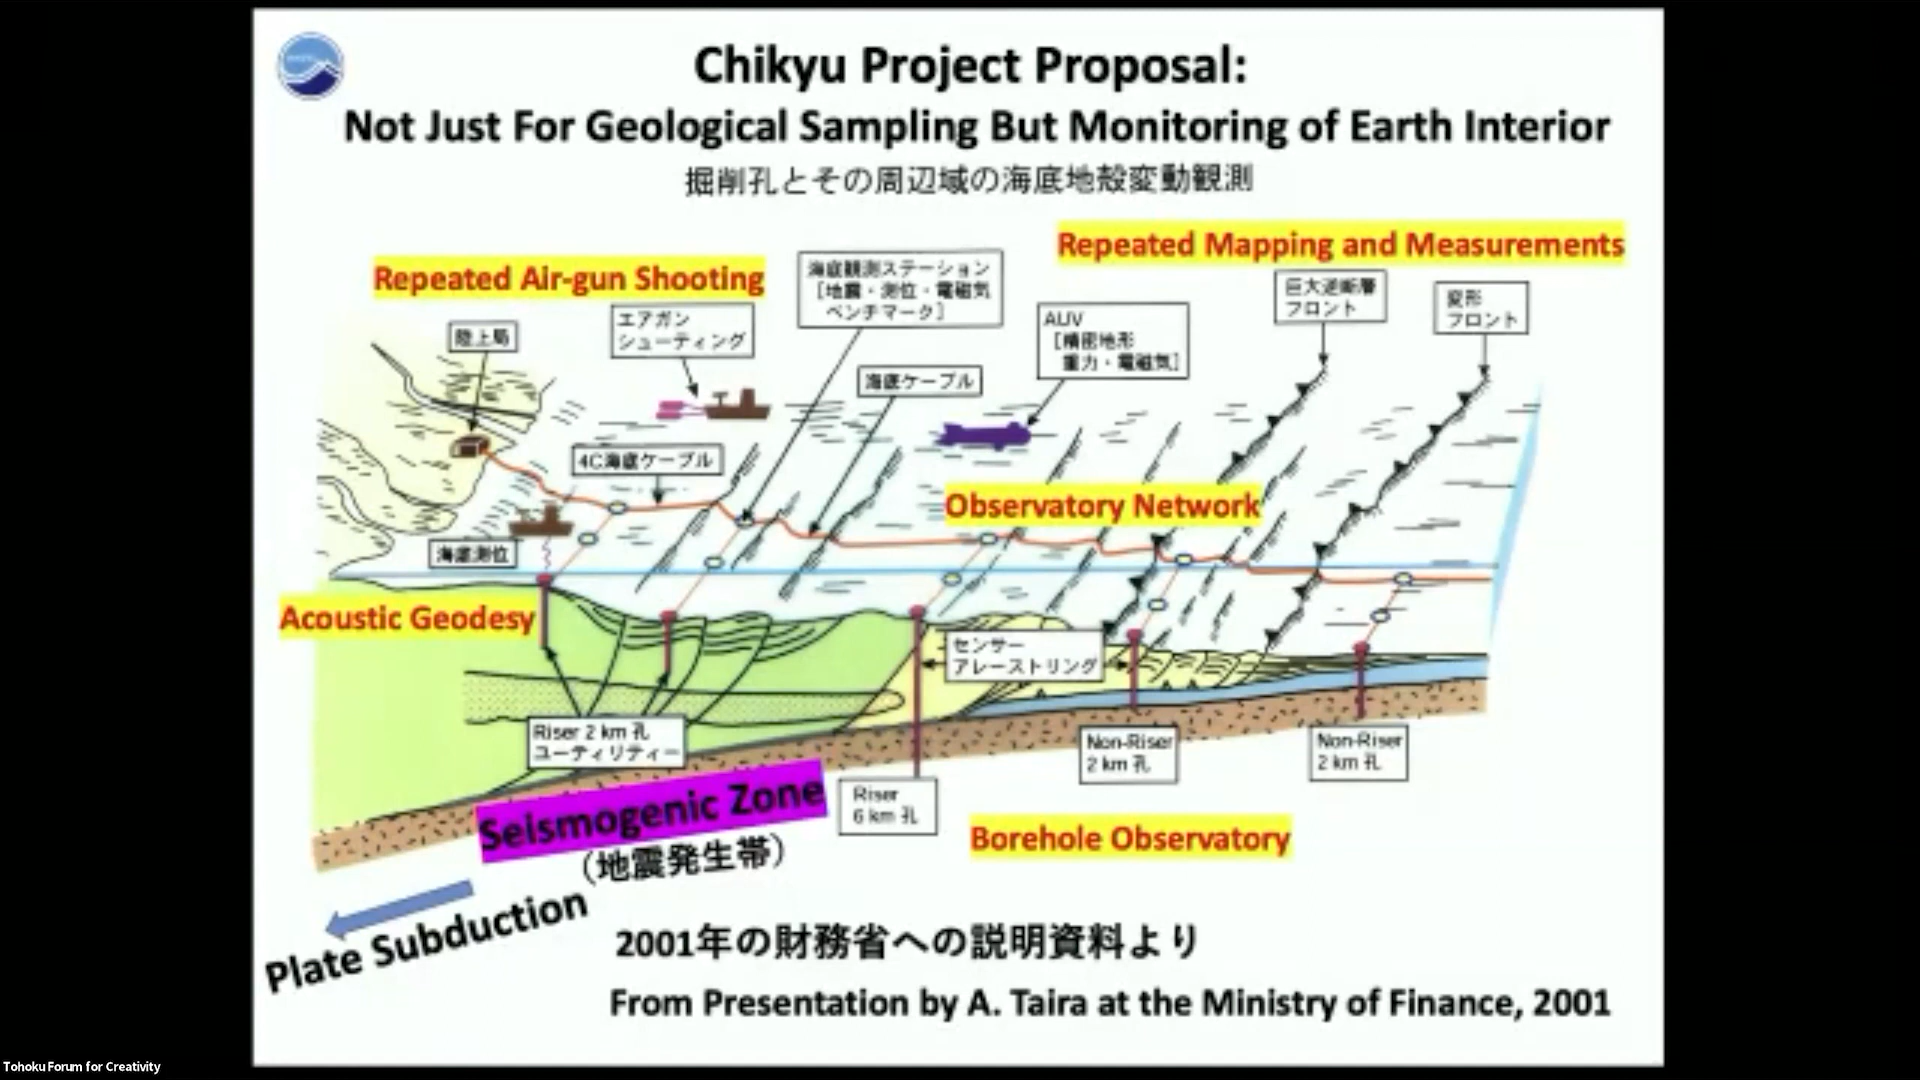 Chikyu Project Proposal:
Not Just For Geological Sampling But Monitoring of Earth Interior
掘削孔とその周辺域の海底地殻変動観測
Repeated Mapping and Measurements
Repeated Air-gun Shooting
海底観測ステーション
［地震・測位・電磁気
ベンチマーク］
巨大逆断層
フロント
変形
フロント
陸上局
エアガン
シューティング
AUV
［精密地形
重力・電磁気］
海底ケーブル
4C海底ケーブル
Observatory Network
海底測位
Acoustic Geodesy
センサー
アレーストリング
Riser 2 km 孔
ユーティリティー
Non-Riser
2 km 孔
Non-Riser
2 km 孔
Seismogenic Zone
（地震発生帯）
Riser
6 km 孔
Borehole Observatory
Plate Subduction
2001年の財務省への説明資料より
From Presentation by A. Taira at the Ministry of Finance, 2001
Tohoku Forum for Creativity